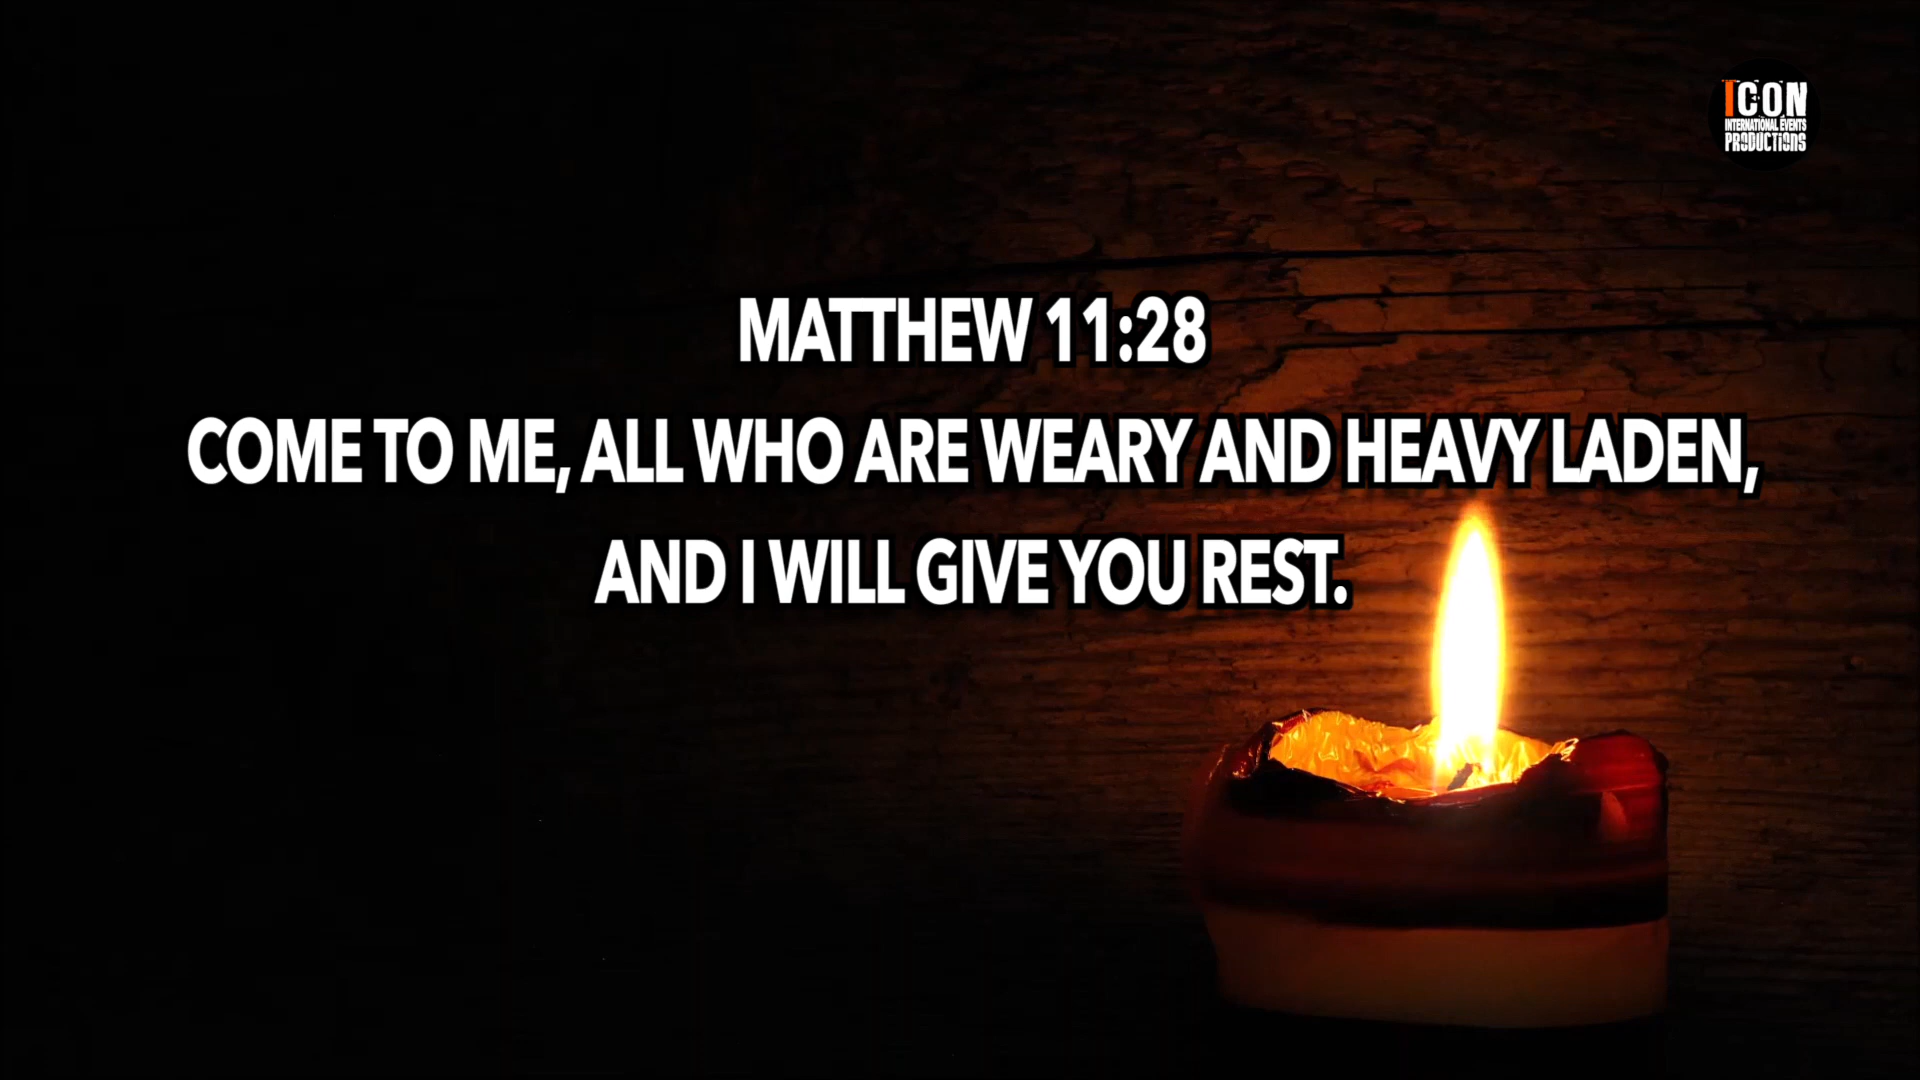 ICON
INTERNATIONAL EVENTS
PRODUCTIONS
MATTHEW 11:28
COME TO ME, ALL WHO ARE WEARY AND HEAVY LADEN,
AND I WILL GIVE YOU REST.